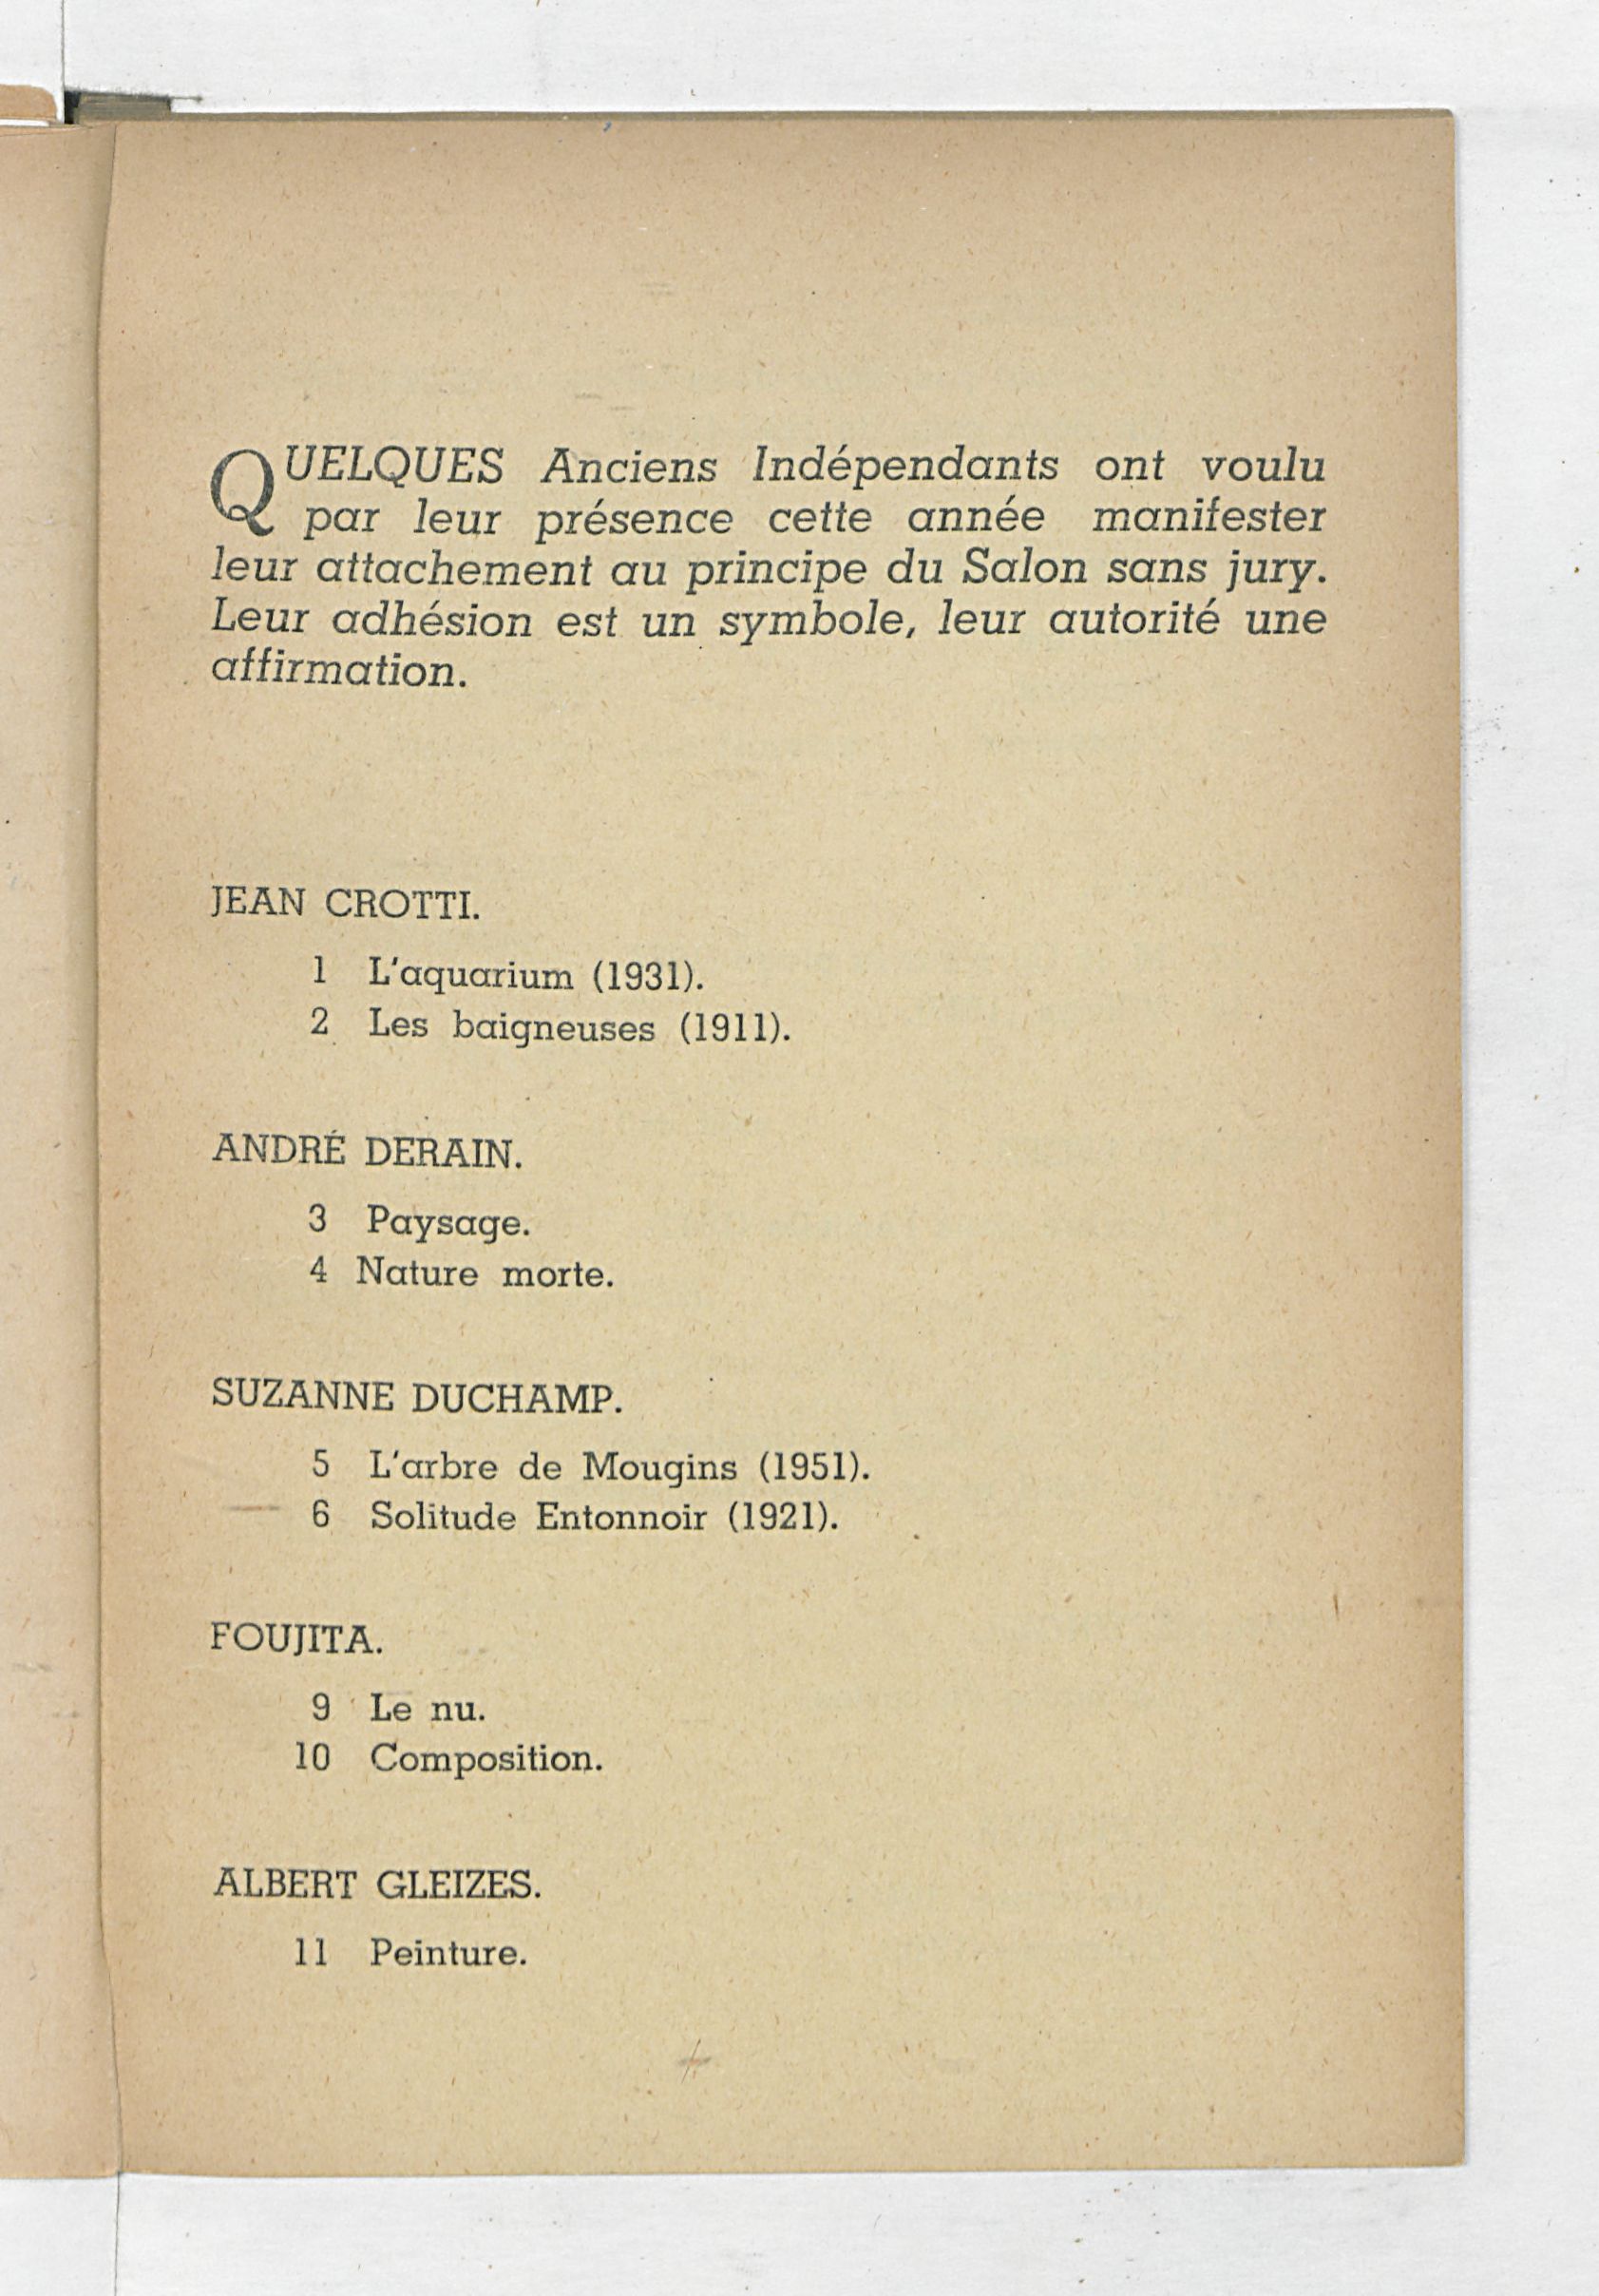 QUELQUES Anciens Indépendants ont voulu
par leur présence cette année manifester
leur attachement au principe du Salon sans jury.
Leur adhésion est un symbole, leur autorité une
affirmation.
JEAN CROTTI.
1 L'aquarium (1931).
2 Les baigneuses (1911).
ANDRÉ DERAIN.
3 Paysage.
4 Nature morte.
SUZANNE DUCHAMP.
5 L'arbre de Mougins (1951).
6 Solitude Entonnoir (1921).
FOUJITA.
9 Le nu.
10 Composition.
ALBERT GLEIZES.
11 Peinture.